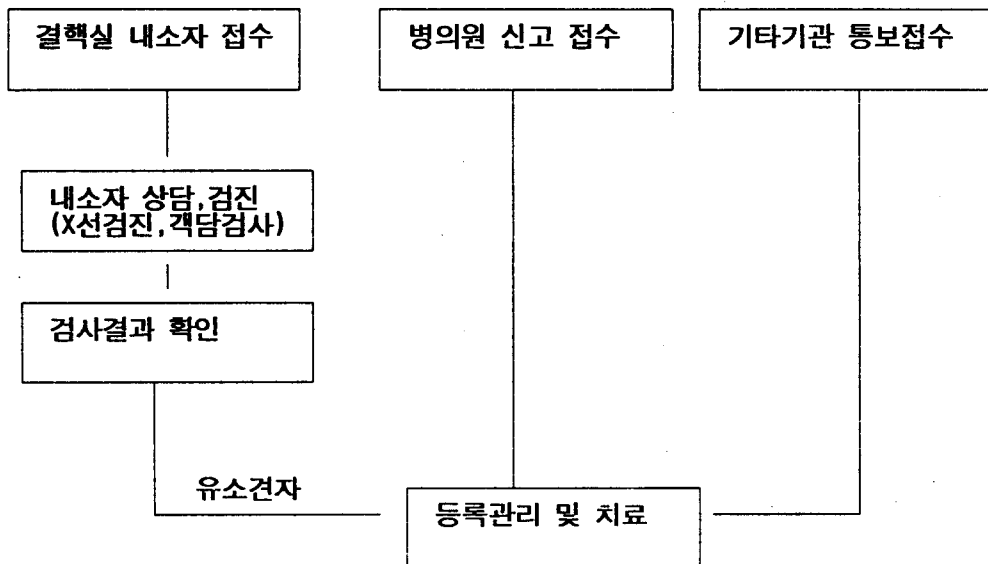 결핵실 내소자 접수
병의원 신고 접수
기타기관 통보접수
내소자 상담,검진
(X선검진,객담검사)
검사결과 확인
유소견자
등록관리 및 치료